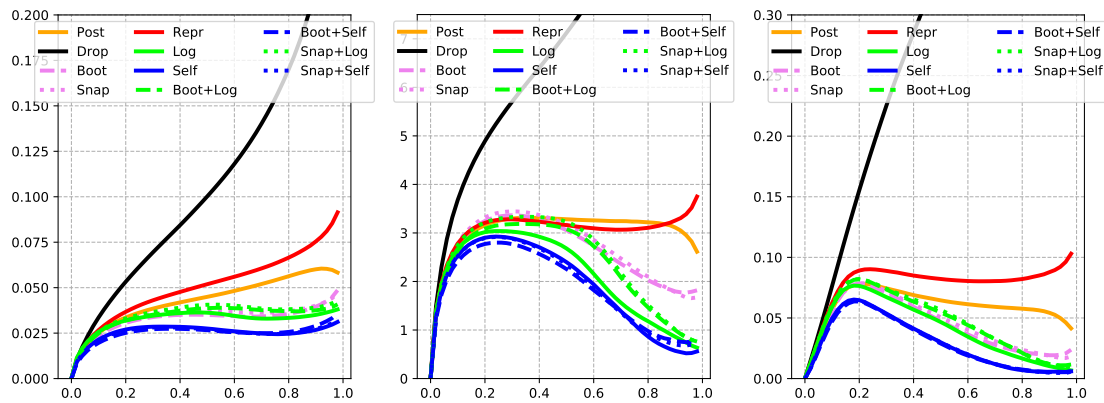 0.200
0.175
0.150
0.125
0.100
0.075
0.050
0.025
0.000
0.0 0.2 0.4 0.6 0.8 1.0
Post Repr Boot+Self
Drop Log Snap+Log
Boot Self Snap+Self
Snap Boot+Log
7
6
5
4
3
2
1
0
0.0 0.2 0.4 0.6 0.8 1.0
Post Repr Boot+Self
Drop Log Snap+Log
Boot Self Snap+Self
Snap Boot+Log
0.30
0.25
0.20
0.15
0.10
0.05
0.00
0.0 0.2 0.4 0.6 0.8 1.0
Post Repr Boot+Self
Drop Log Snap+Log
Boot Self Snap+Self
Snap Boot+Log